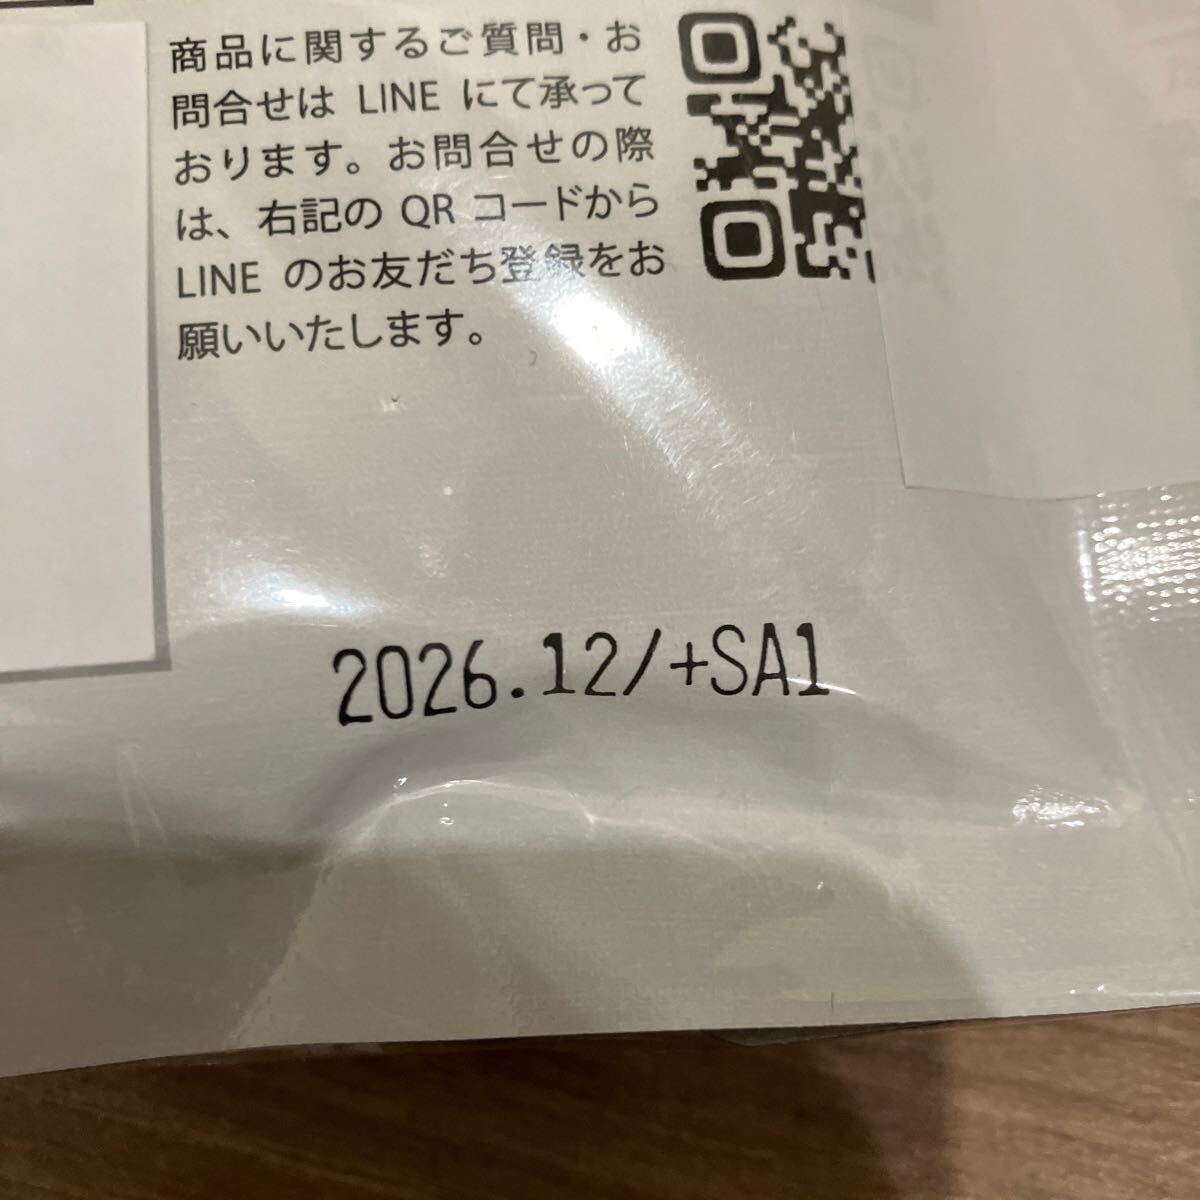 商品に関するご質問・お
問合せは LINE にて承って
おります。お問合せの際
は、右記の QR コードから
LINE のお友だち登録をお
願いいたします。
2026.12/+SA1